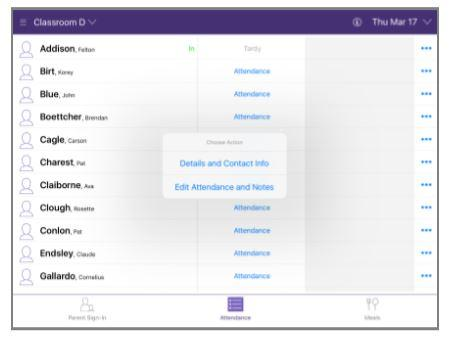 Classroom D Thu Mar 17
Addison, Felton In Tardy
Birt, Korey Attendance
Blue, John Attendance
Boettcher, Brendan Attendance
Cagle, Carson
Choose Action
Charest, Pat
Details and Contact Info
Claiborne, Ava
Edit Attendance and Notes
Clough, Rosette Attendance
Conlon, Pat Attendance
Endsley, Claude Attendance
Gallardo, Cornelius Attendance
Parent Sign-In Attendance Meals